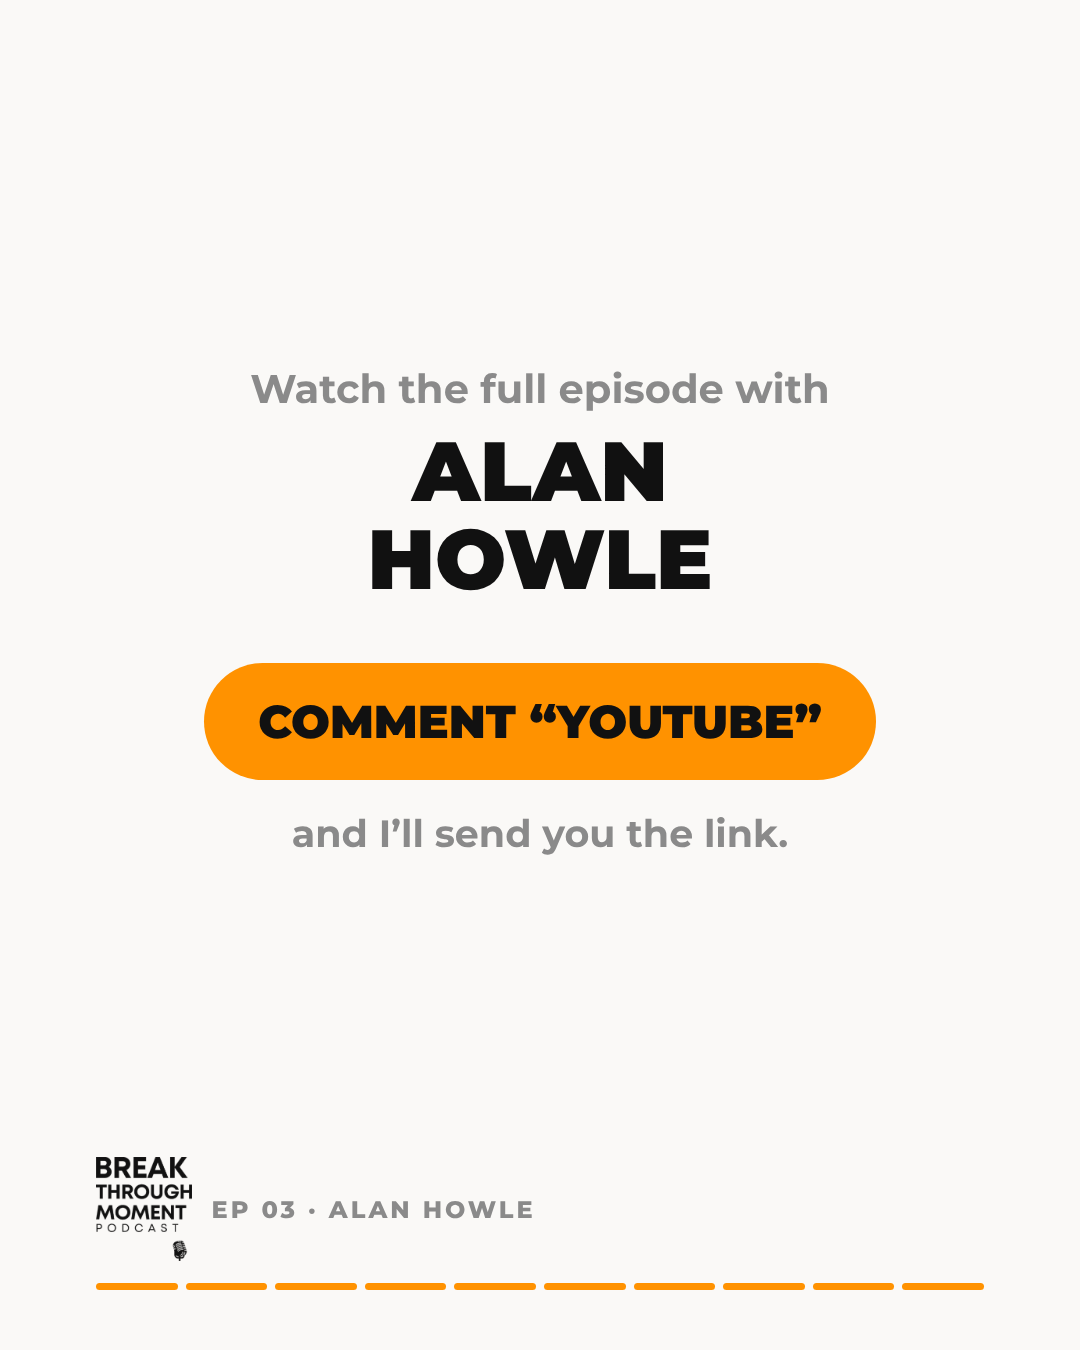 Watch the full episode with
ALAN
HOWLE
COMMENT “YOUTUBE”
and I’ll send you the link.
BREAK
THROUGH
MOMENT
PODCAST
EP 03 · ALAN HOWLE